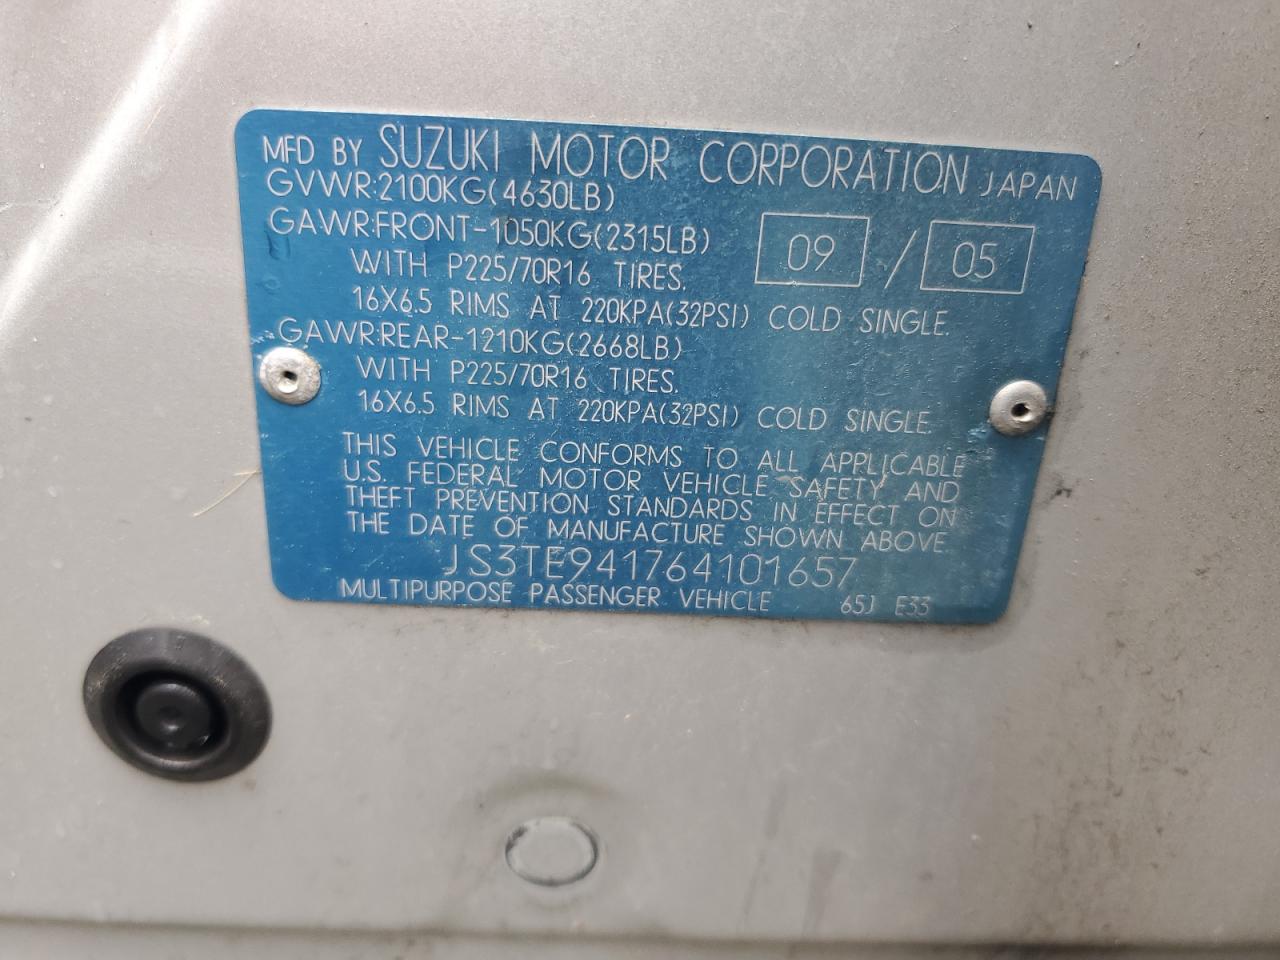 MFD BY SUZUKI MOTOR CORPORATION JAPAN
GVWR:2100KG(4630LB)
GAWR:FRONT-1050KG(2315LB)
09 / 05
WITH P225/70R16 TIRES.
16X6.5 RIMS AT 220KPA(32PSI) COLD SINGLE.
GAWR:REAR-1210KG(2668LB)
WITH P225/70R16 TIRES.
16X6.5 RIMS AT 220KPA(32PSI) COLD SINGLE.
THIS VEHICLE CONFORMS TO ALL APPLICABLE
U.S. FEDERAL MOTOR VEHICLE SAFETY AND
THEFT PREVENTION STANDARDS IN EFFECT ON
THE DATE OF MANUFACTURE SHOWN ABOVE.
JS3TE941764101657
MULTIPURPOSE PASSENGER VEHICLE 65J E33